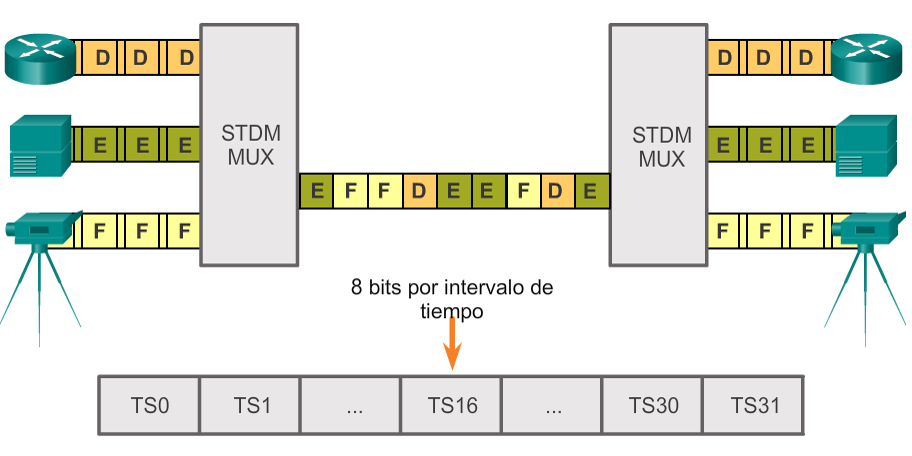 D D D
D D D
STDM
MUX
STDM
MUX
E E E
E E E
E F F D E E F D E
F F F
F F F
8 bits por intervalo de
tiempo
TS0 TS1 ... TS16 ... TS30 TS31